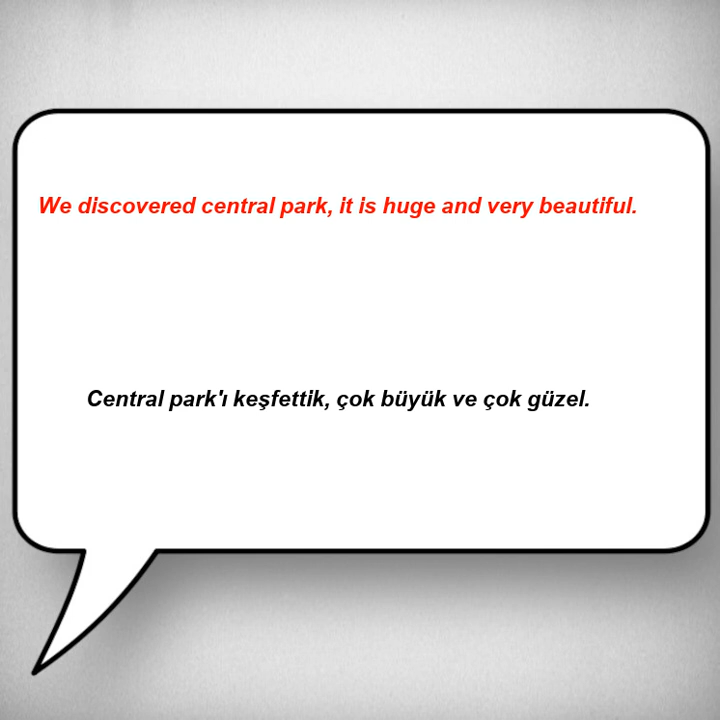 We discovered central park, it is huge and very beautiful.
Central park'ı keşfettik, çok büyük ve çok güzel.